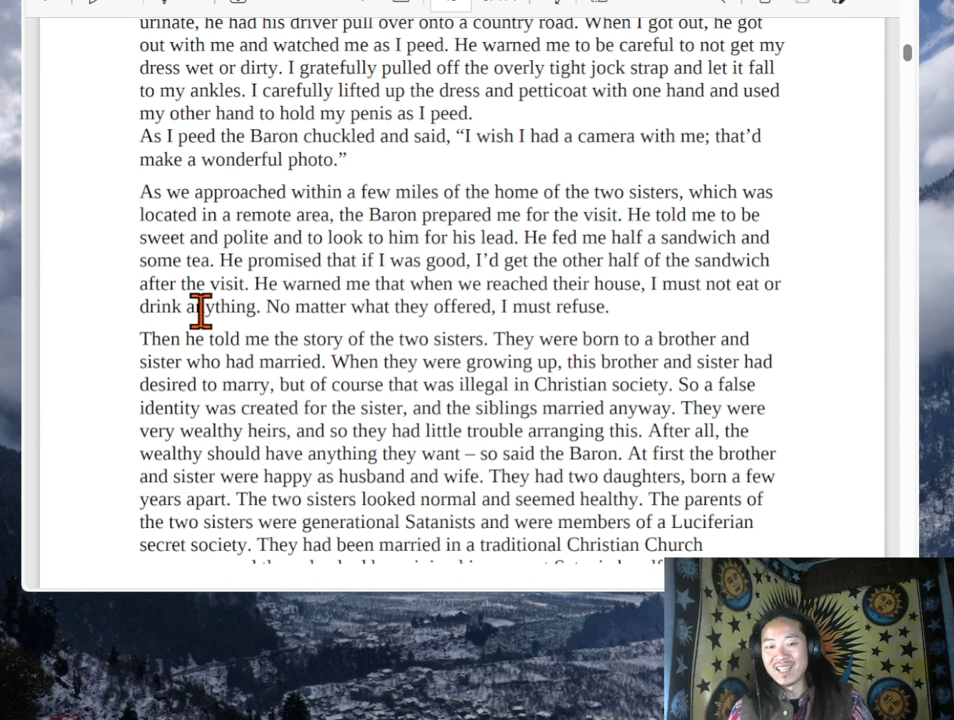 urinate, he had his driver pull over onto a country road. When I got out, he got
out with me and watched me as I peed. He warned me to be careful to not get my
dress wet or dirty. I gratefully pulled off the overly tight jock strap and let it fall
to my ankles. I carefully lifted up the dress and petticoat with one hand and used
my other hand to hold my penis as I peed.
As I peed the Baron chuckled and said, “I wish I had a camera with me; that’d
make a wonderful photo.”
As we approached within a few miles of the home of the two sisters, which was
located in a remote area, the Baron prepared me for the visit. He told me to be
sweet and polite and to look to him for his lead. He fed me half a sandwich and
some tea. He promised that if I was good, I’d get the other half of the sandwich
after the visit. He warned me that when we reached their house, I must not eat or
drink anything. No matter what they offered, I must refuse.
Then he told me the story of the two sisters. They were born to a brother and
sister who had married. When they were growing up, this brother and sister had
desired to marry, but of course that was illegal in Christian society. So a false
identity was created for the sister, and the siblings married anyway. They were
very wealthy heirs, and so they had little trouble arranging this. After all, the
wealthy should have anything they want – so said the Baron. At first the brother
and sister were happy as husband and wife. They had two daughters, born a few
years apart. The two sisters looked normal and seemed healthy. The parents of
the two sisters were generational Satanists and were members of a Luciferian
secret society. They had been married in a traditional Christian Church